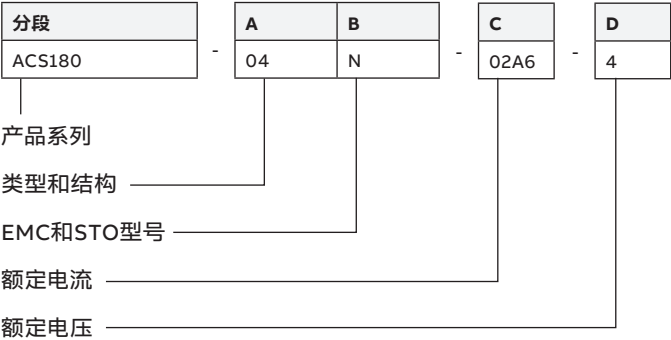 分段 A B C D
ACS180 - 04 N - 02A6 - 4
产品系列
类型和结构
EMC和STO型号
额定电流
额定电压